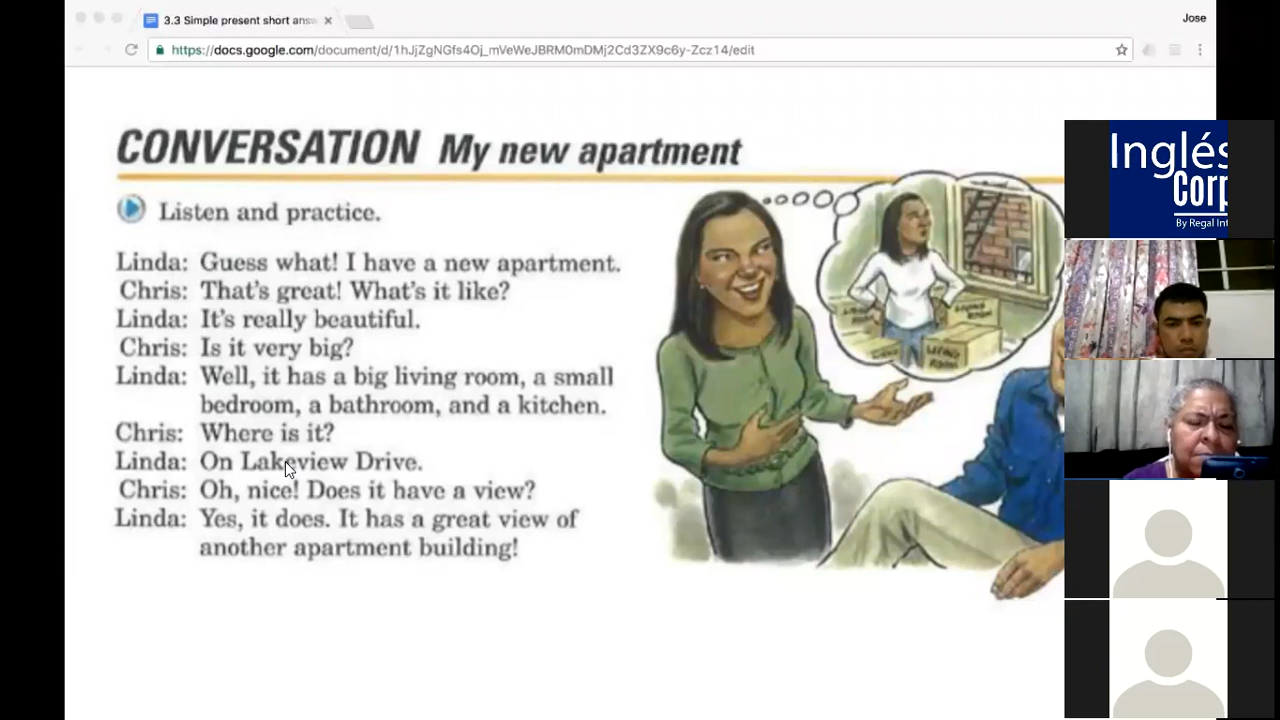 3.3 Simple present short answ
Jose
https://docs.google.com/document/d/1hJjZgNGfs4Oj_mVeWeJBRM0mDMj2Cd3ZX9c6y-Zcz14/edit
CONVERSATION My new apartment
Listen and practice.
Linda: Guess what! I have a new apartment.
Chris: That's great! What's it like?
Linda: It's really beautiful.
Chris: Is it very big?
Linda: Well, it has a big living room, a small
bedroom, a bathroom, and a kitchen.
Chris: Where is it?
Linda: On Lakeview Drive.
Chris: Oh, nice! Does it have a view?
Linda: Yes, it does. It has a great view of
another apartment building!
LIVING
ROOM
Inglés
Corp
By Regal Int